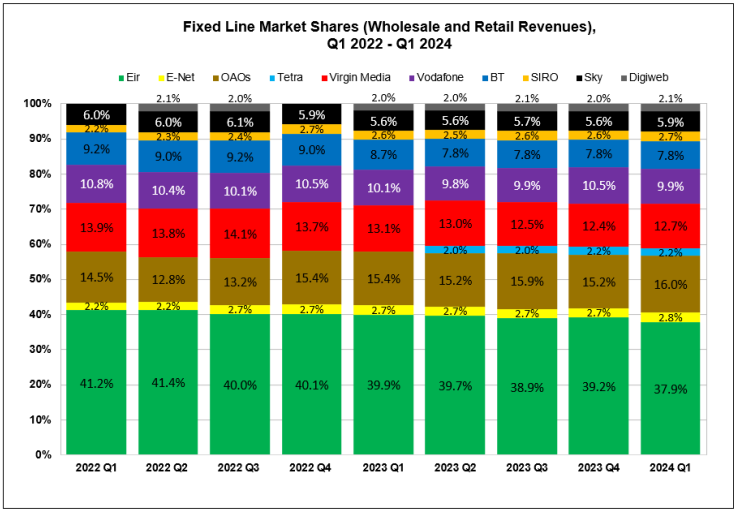 Fixed Line Market Shares (Wholesale and Retail Revenues),
Q1 2022 - Q1 2024
Eir E-Net OAOs Tetra Virgin Media Vodafone BT SIRO Sky Digiweb
2.1% 2.0% 2.0% 2.0% 2.1% 2.0% 2.1%
100%
6.0% 6.0% 6.1% 5.9% 5.6% 5.6% 5.7% 5.6% 5.9%
2.2% 2.3% 2.4% 2.7% 2.6% 2.5% 2.6% 2.6% 2.7%
90%
9.2% 9.0% 9.2% 9.0% 8.7% 7.8% 7.8% 7.8% 7.8%
80%
10.8% 10.4% 10.1% 10.5% 10.1% 9.8% 9.9% 10.5% 9.9%
70%
13.9% 13.8% 14.1% 13.7% 13.1% 13.0% 12.5% 12.4% 12.7%
60%
2.0% 2.0% 2.2% 2.2%
50%
14.5% 12.8% 13.2% 15.4% 15.4% 15.2% 15.9% 15.2% 16.0%
2.2% 2.2% 2.7% 2.7% 2.7% 2.7% 2.7% 2.7% 2.8%
40%
30%
20%
41.2% 41.4% 40.0% 40.1% 39.9% 39.7% 38.9% 39.2% 37.9%
10%
0%
2022 Q1 2022 Q2 2022 Q3 2022 Q4 2023 Q1 2023 Q2 2023 Q3 2023 Q4 2024 Q1